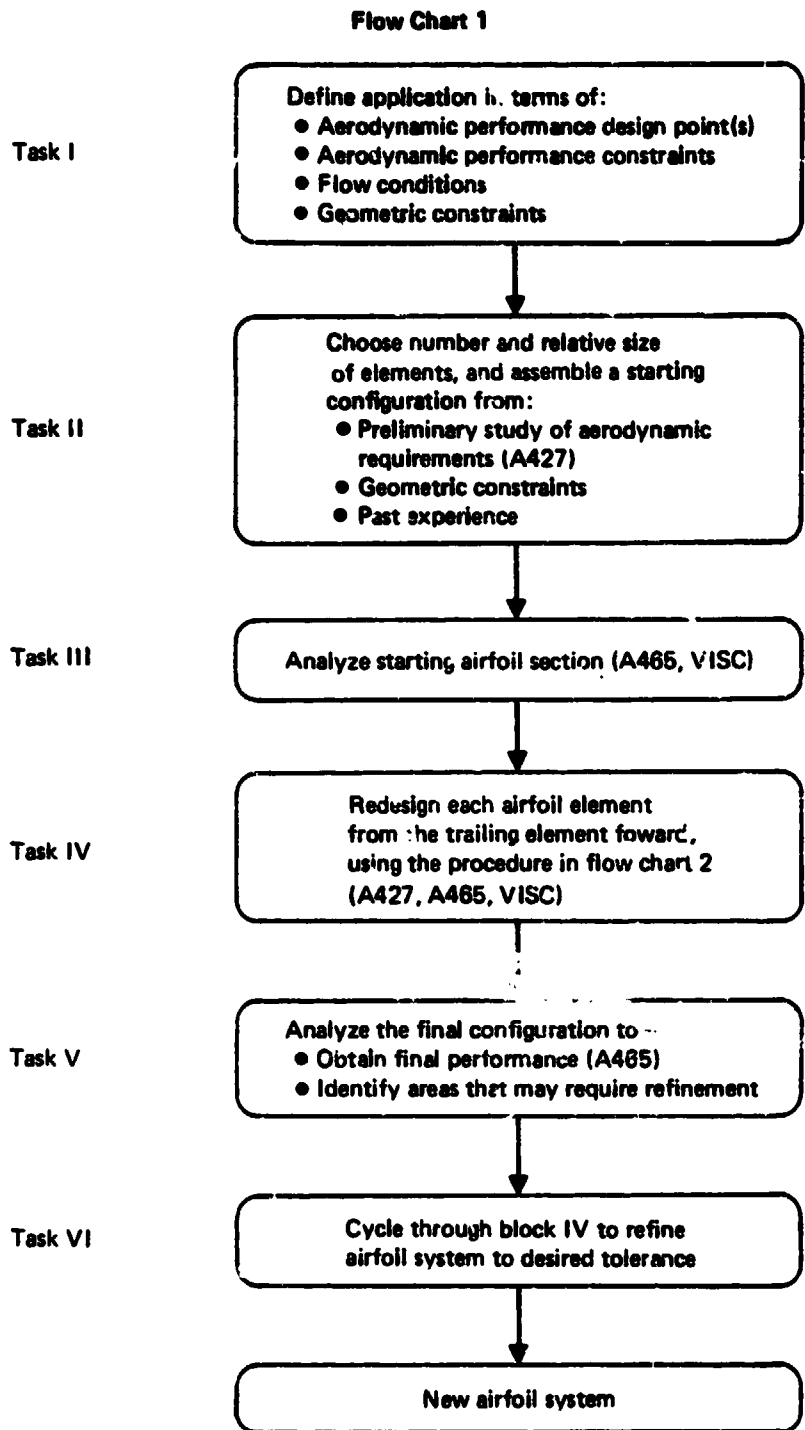 Flow Chart 1
Task I
Define application in terms of:
● Aerodynamic performance design point(s)
● Aerodynamic performance constraints
● Flow conditions
● Geometric constraints
Task II
Choose number and relative size
of elements, and assemble a starting
configuration from:
● Preliminary study of aerodynamic
requirements (A427)
● Geometric constraints
● Past experience
Task III
Analyze starting airfoil section (A465, VISC)
Task IV
Redesign each airfoil element
from the trailing element foward,
using the procedure in flow chart 2
(A427, A465, VISC)
Task V
Analyze the final configuration to -
● Obtain final performance (A465)
● Identify areas that may require refinement
Task VI
Cycle through block IV to refine
airfoil system to desired tolerance
New airfoil system